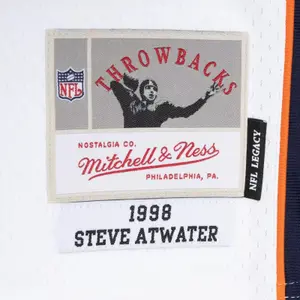 THROWBACKS
NFL
NOSTALGIA CO.
Mitchell & Ness
PHILADELPHIA, PA.
NFL LEGACY
1998
STEVE ATWATER